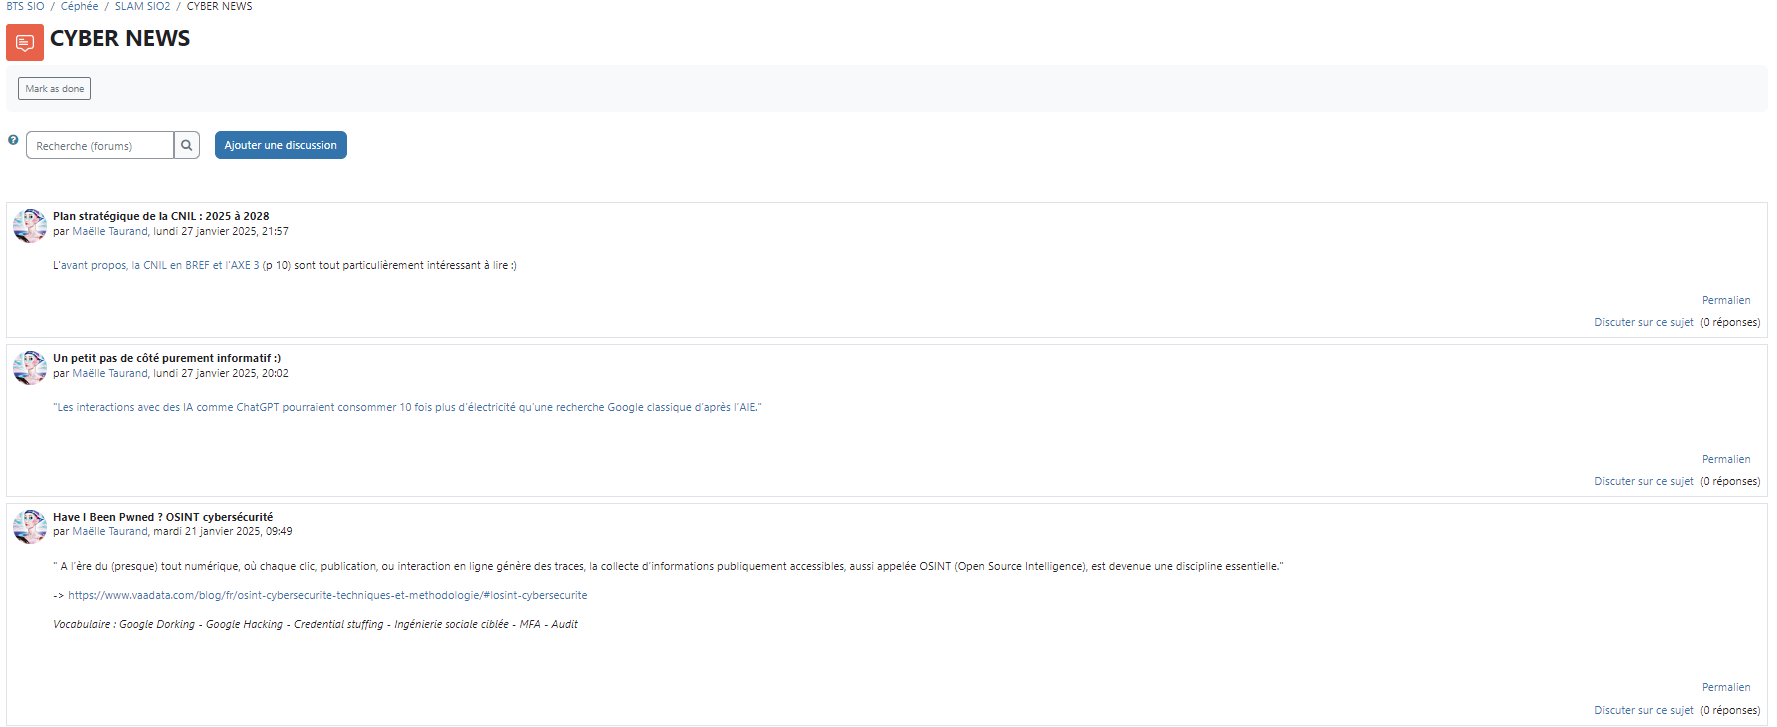 BTS SIO / Céphée / SLAM SIO2 / CYBER NEWS
CYBER NEWS
Mark as done
Recherche (forums)
Ajouter une discussion
Plan stratégique de la CNIL : 2025 à 2028
par Maëlle Taurand, lundi 27 janvier 2025, 21:57
L'avant propos, la CNIL en BREF et l'AXE 3 (p 10) sont tout particulièrement intéressant à lire :)
Permalien
Discuter sur ce sujet (0 réponses)
Un petit pas de côté purement informatif :)
par Maëlle Taurand, lundi 27 janvier 2025, 20:02
"Les interactions avec des IA comme ChatGPT pourraient consommer 10 fois plus d'électricité qu'une recherche Google classique d'après l'AIE."
Permalien
Discuter sur ce sujet (0 réponses)
Have I Been Pwned ? OSINT cybersécurité
par Maëlle Taurand, mardi 21 janvier 2025, 09:49
" A l'ère du (presque) tout numérique, où chaque clic, publication, ou interaction en ligne génère des traces, la collecte d'informations publiquement accessibles, aussi appelée OSINT (Open Source Intelligence), est devenue une discipline essentielle."
-> https://www.vaadata.com/blog/fr/osint-cybersecurite-techniques-et-methodologie/#losint-cybersecurite
Vocabulaire : Google Dorking - Google Hacking - Credential stuffing - Ingénierie sociale ciblée - MFA - Audit
Permalien
Discuter sur ce sujet (0 réponses)